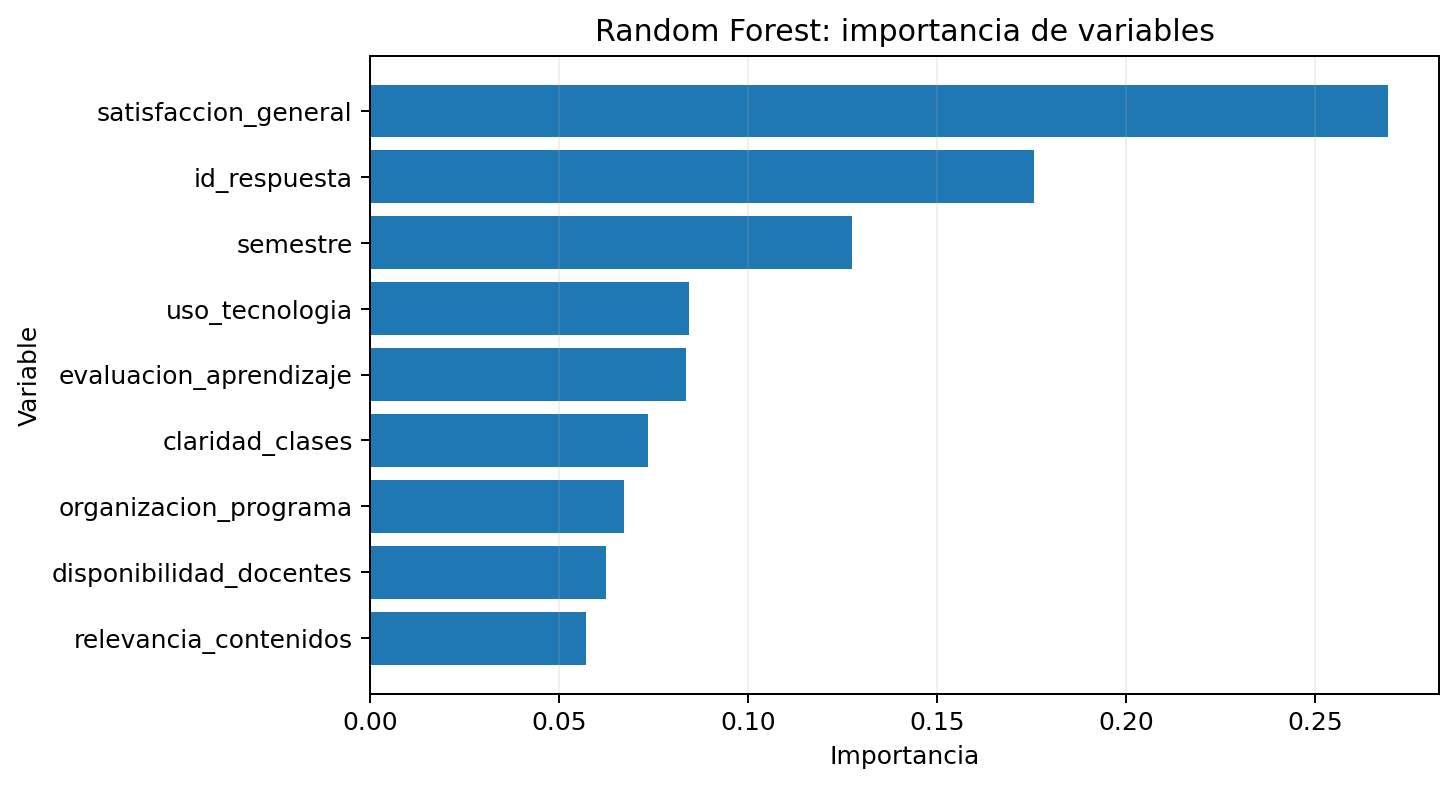 Random Forest: importancia de variables
Variable
satisfaccion_general
id_respuesta
semestre
uso_tecnologia
evaluacion_aprendizaje
claridad_clases
organizacion_programa
disponibilidad_docentes
relevancia_contenidos
0.00 0.05 0.10 0.15 0.20 0.25
Importancia